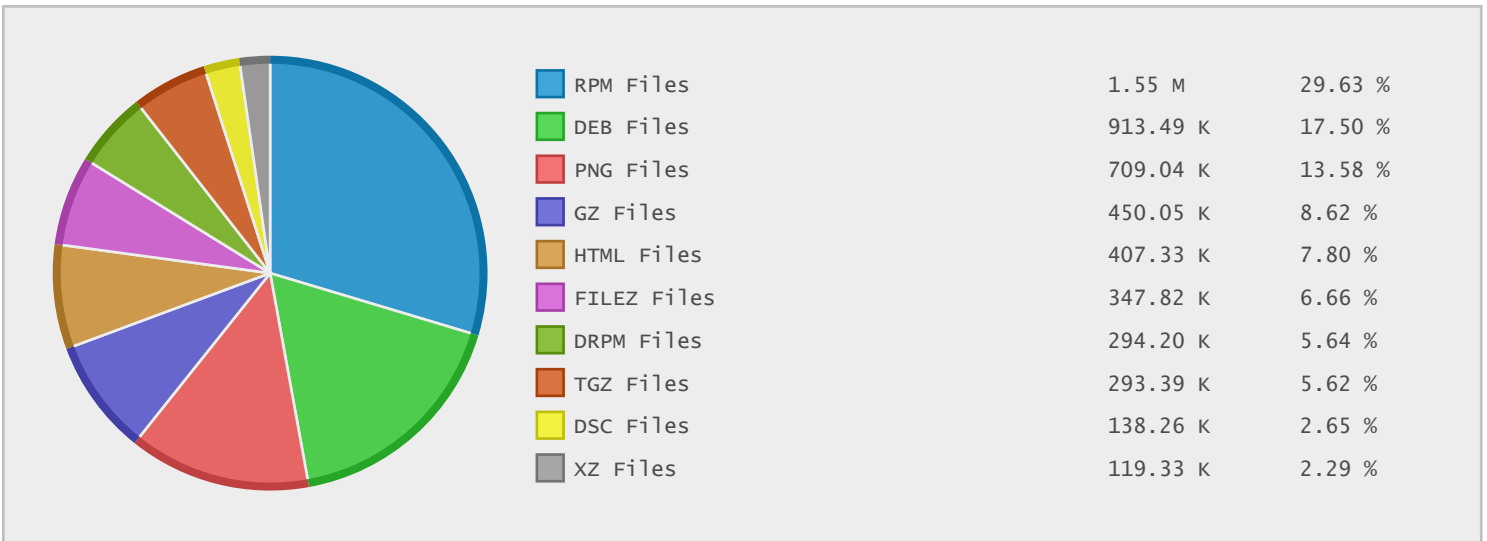 RPM Files 1.55 M 29.63 %
DEB Files 913.49 K 17.50 %
PNG Files 709.04 K 13.58 %
GZ Files 450.05 K 8.62 %
HTML Files 407.33 K 7.80 %
FILEZ Files 347.82 K 6.66 %
DRPM Files 294.20 K 5.64 %
TGZ Files 293.39 K 5.62 %
DSC Files 138.26 K 2.65 %
XZ Files 119.33 K 2.29 %